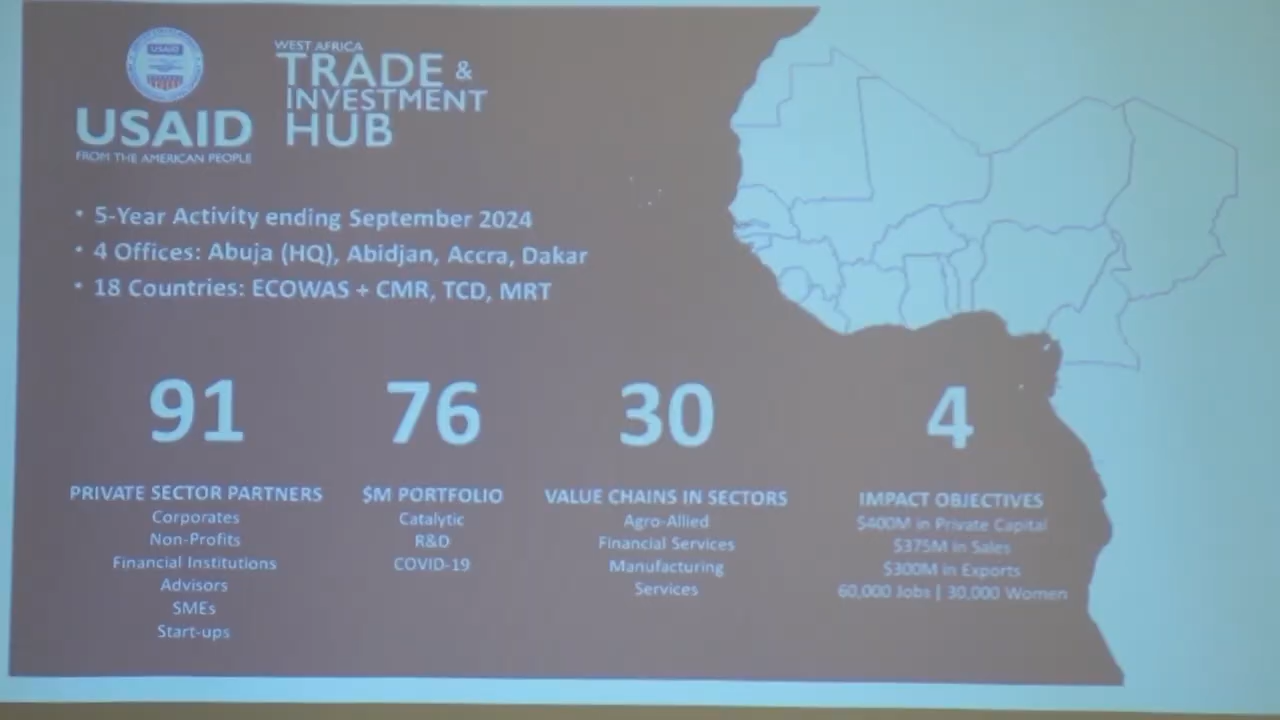 USAID
USAID
FROM THE AMERICAN PEOPLE
WEST AFRICA
TRADE &
INVESTMENT
HUB
• 5-Year Activity ending September 2024
• 4 Offices: Abuja (HQ), Abidjan, Accra, Dakar
• 18 Countries: ECOWAS + CMR, TCD, MRT
91
PRIVATE SECTOR PARTNERS
Corporates
Non-Profits
Financial Institutions
Advisors
SMEs
Start-ups
76
$M PORTFOLIO
Catalytic
R&D
COVID-19
30
VALUE CHAINS IN SECTORS
Agro-Allied
Financial Services
Manufacturing
Services
4
IMPACT OBJECTIVES
$400M in Private Capital
$375M in Sales
$300M in Exports
60,000 Jobs | 30,000 Women